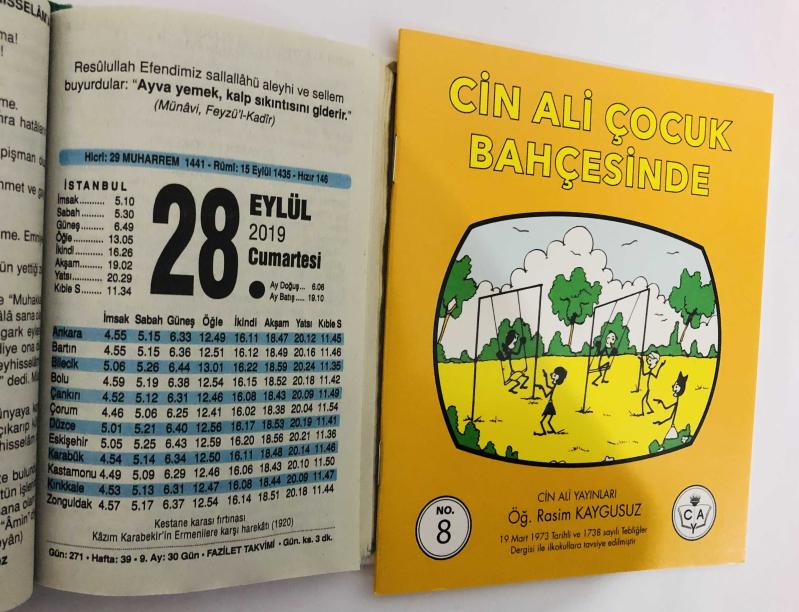 Resûlullah Efendimiz sallallâhü aleyhi ve sellem
buyurdular: “Ayva yemek, kalp sıkıntısını giderir.”
(Münâvi, Feyzü'l-Kadîr)
Hicrî: 29 MUHARREM 1441 - Rûmî: 15 Eylül 1435 - Hızır 146
İSTANBUL
İmsak.......... 5.10
Sabah ......... 5.30
Güneş......... 6.49
Öğle............ 13.05
İkindi .......... 16.26
Akşam........ 19.02
Yatsı........... 20.29
Kıble S........ 11.34
28
EYLÜL
2019
Cumartesi
Ay Doğuş... 6.06
Ay Batış .... 19.10
İmsak Sabah Güneş Öğle İkindi Akşam Yatsı Kıble S
Ankara 4.55 5.15 6.33 12.49 16.11 18.47 20.12 11.45
Bartın 4.55 5.15 6.36 12.51 16.12 18.49 20.16 11.46
Bilecik 5.06 5.26 6.44 13.01 16.22 18.59 20.24 11.35
Bolu 4.59 5.19 6.38 12.54 16.15 18.52 20.18 11.42
Çankırı 4.52 5.12 6.31 12.46 16.08 18.43 20.09 11.49
Çorum 4.46 5.06 6.25 12.41 16.02 18.38 20.04 11.54
Düzce 5.01 5.21 6.40 12.56 16.17 18.53 20.19 11.41
Eskişehir 5.05 5.25 6.43 12.59 16.20 18.56 20.21 11.36
Karabük 4.54 5.14 6.34 12.50 16.11 18.48 20.14 11.46
Kastamonu 4.49 5.09 6.29 12.46 16.06 18.43 20.10 11.50
Kırıkkale 4.53 5.13 6.31 12.47 16.08 18.44 20.09 11.47
Zonguldak 4.57 5.17 6.37 12.54 16.14 18.51 20.18 11.44
Kestane karası fırtınası
Kâzım Karabekir'in Ermenilere karşı harekâtı (1920)
Gün: 271 • Hafta: 39 • 9. Ay: 30 Gün • FAZİLET TAKVİMİ • Gün. ks. 3 dk.
CİN ALİ ÇOCUK
BAHÇESİNDE
NO.
8
CİN ALİ YAYINLARI
Öğ. Rasim KAYGUSUZ
19 Mart 1973 Tarihli ve 1738 sayılı Tebliğler
Dergisi ile ilkokullara tavsiye edilmiştir
C A
Y